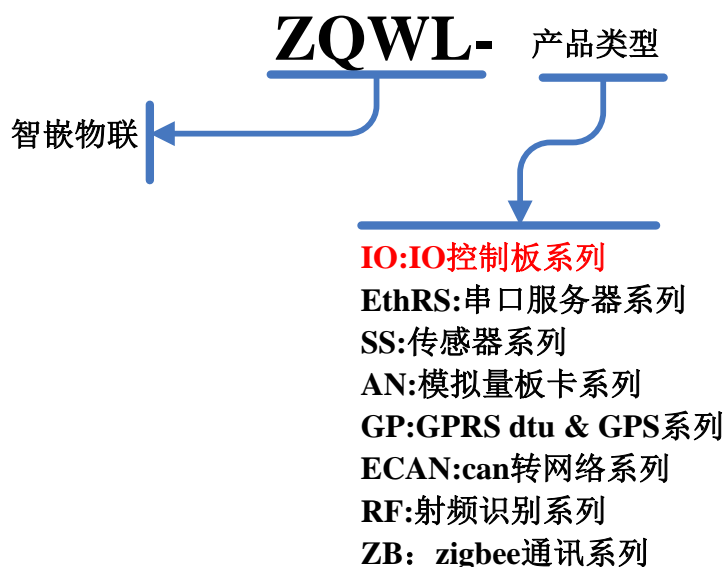 ZQWL- 产品类型
智嵌物联
IO:IO控制板系列
EthRS:串口服务器系列
SS:传感器系列
AN:模拟量板卡系列
GP:GPRS dtu & GPS系列
ECAN:can转网络系列
RF:射频识别系列
ZB：zigbee通讯系列